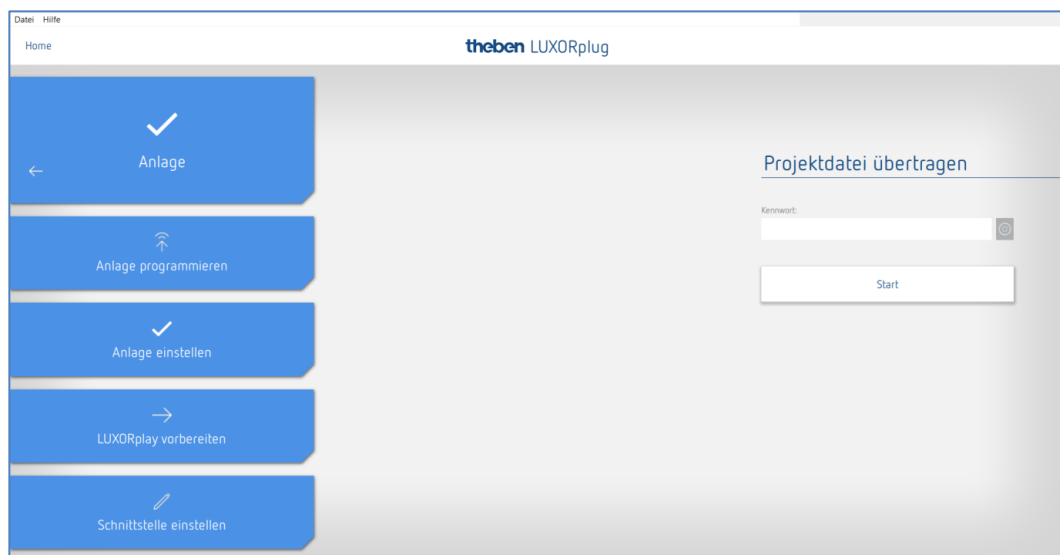 Datei Hilfe
Home
theben LUXORplug
Anlage
Anlage programmieren
Anlage einstellen
LUXORplay vorbereiten
Schnittstelle einstellen
Projektdatei übertragen
Kennwort:
Start